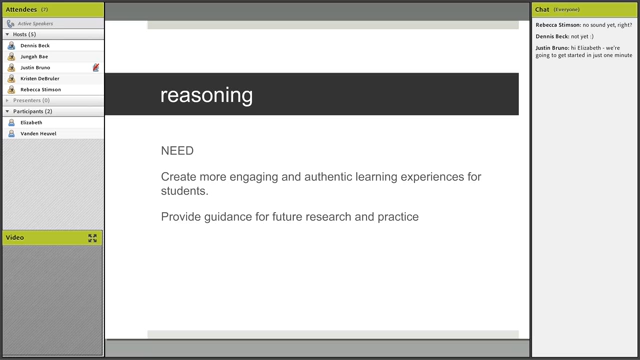 Attendees (7)
Active Speakers
Hosts (5)
Dennis Beck
Jungah Bae
Justin Bruno
Kristen DeBruler
Rebecca Stimson
Presenters (0)
Participants (2)
Elizabeth
Vanden Heuvel
Video
reasoning
NEED
Create more engaging and authentic learning experiences for
students.
Provide guidance for future research and practice
Chat (Everyone)
Rebecca Stimson: no sound yet, right?
Dennis Beck: not yet :)
Justin Bruno: hi Elizabeth - we're
going to get started in just one minute